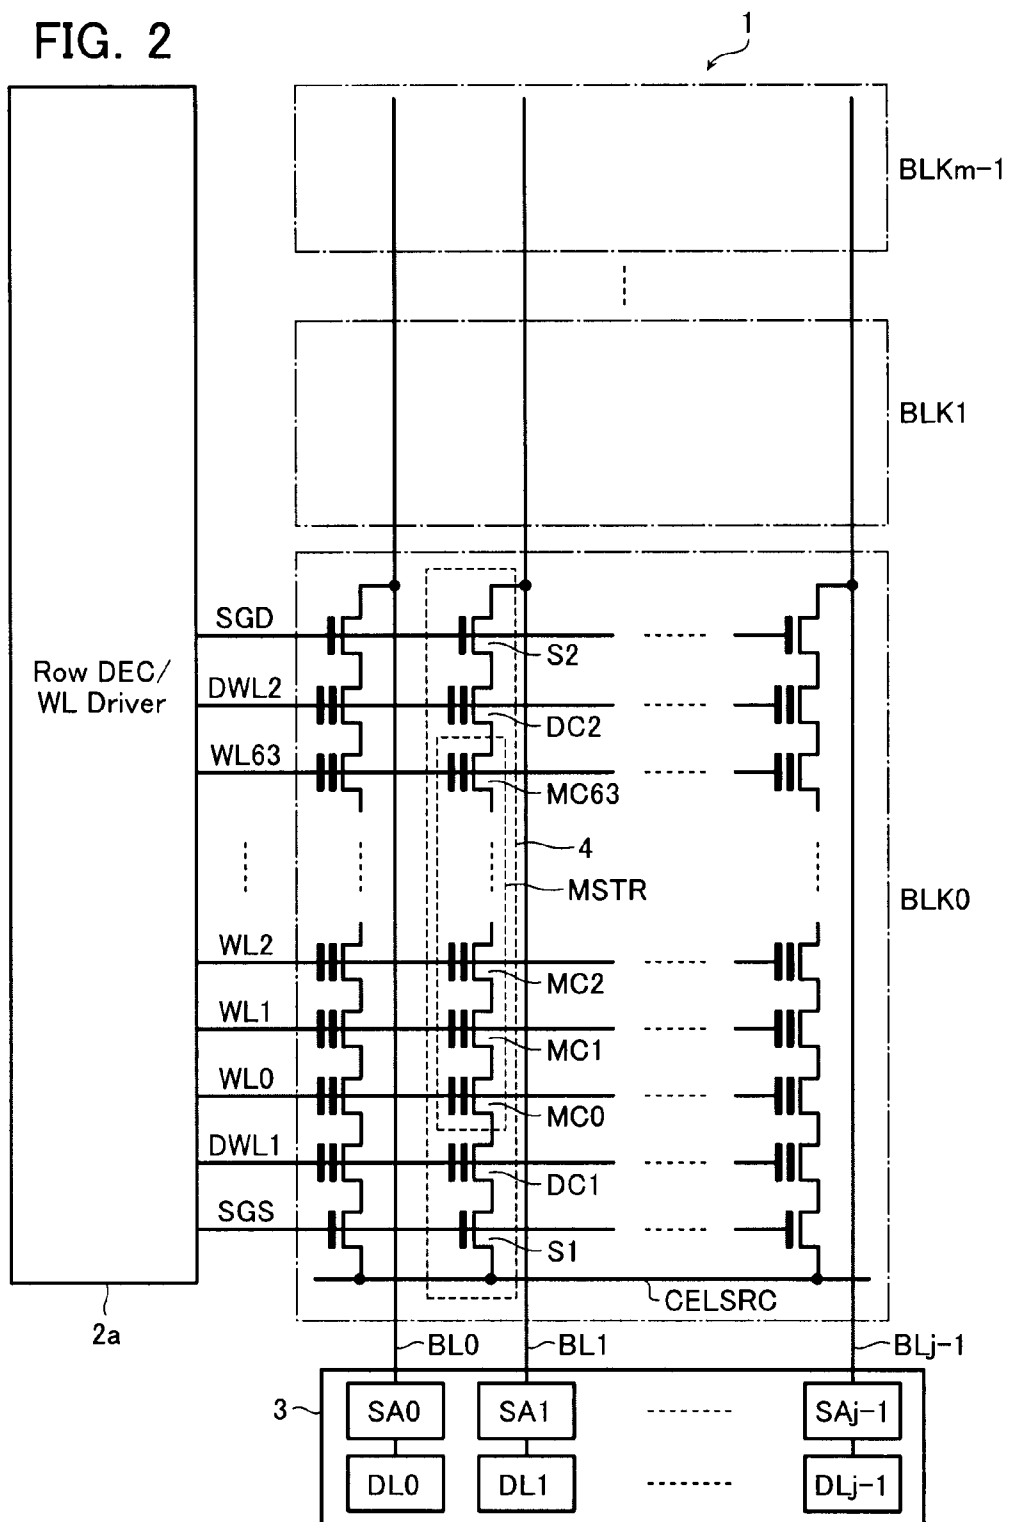 FIG. 2
1
BLKm-1
BLK1
SGD
S2
Row DEC/
WL Driver
DWL2
DC2
WL63
MC63
4
MSTR
BLK0
WL2
MC2
WL1
MC1
WL0
MC0
DWL1
DC1
SGS
S1
CELSRC
2a
BL0
BL1
BLj-1
3
SA0
SA1
SAj-1
DL0
DL1
DLj-1